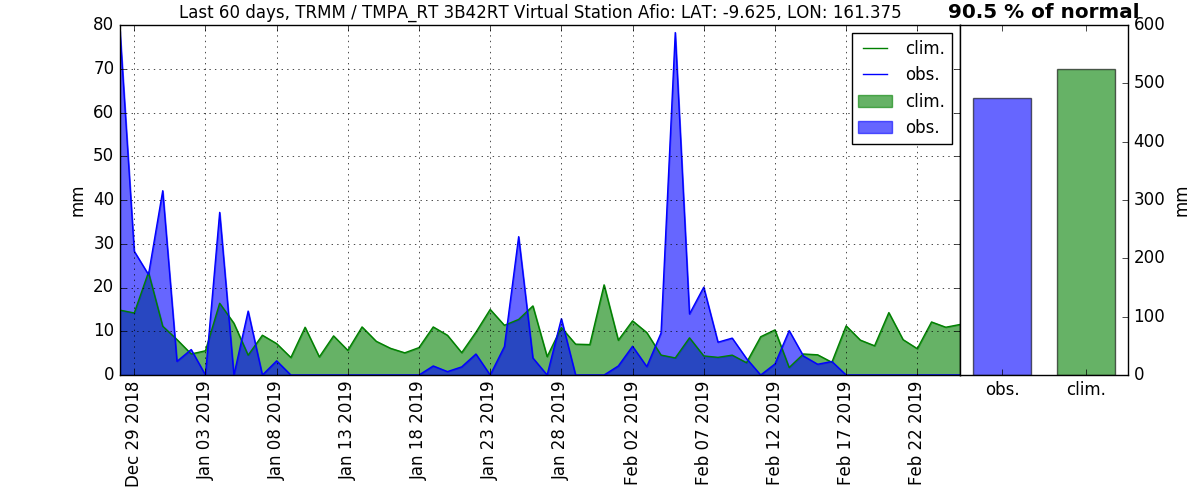 Last 60 days, TRMM / TMPA_RT 3B42RT Virtual Station Afio: LAT: -9.625, LON: 161.375
90.5 % of normal
80
70
60
50
40
30
20
10
0
mm
clim.
obs.
clim.
obs.
Dec 29 2018
Jan 03 2019
Jan 08 2019
Jan 13 2019
Jan 18 2019
Jan 23 2019
Jan 28 2019
Feb 02 2019
Feb 07 2019
Feb 12 2019
Feb 17 2019
Feb 22 2019
600
500
400
300
200
100
0
mm
obs.
clim.